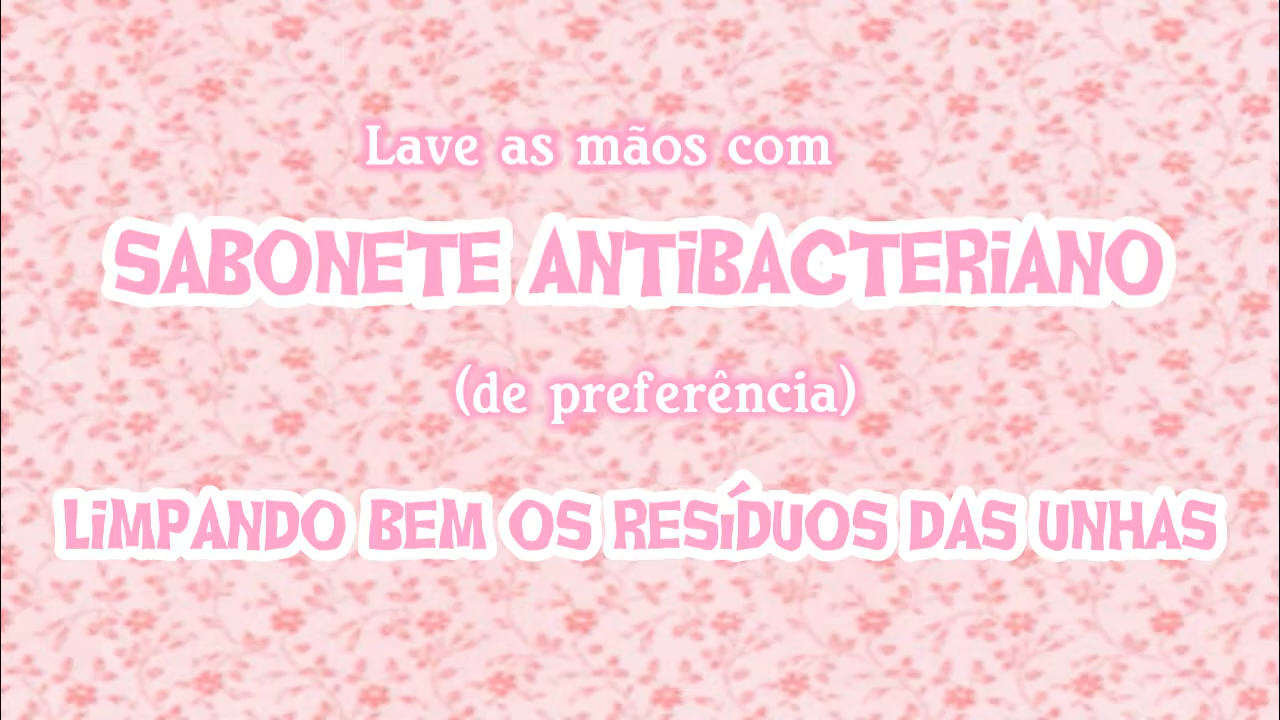 Lave as mãos com
SABONETE ANTIBACTERIANO
(de preferência)
LIMPANDO BEM OS RESÍDUOS DAS UNHAS